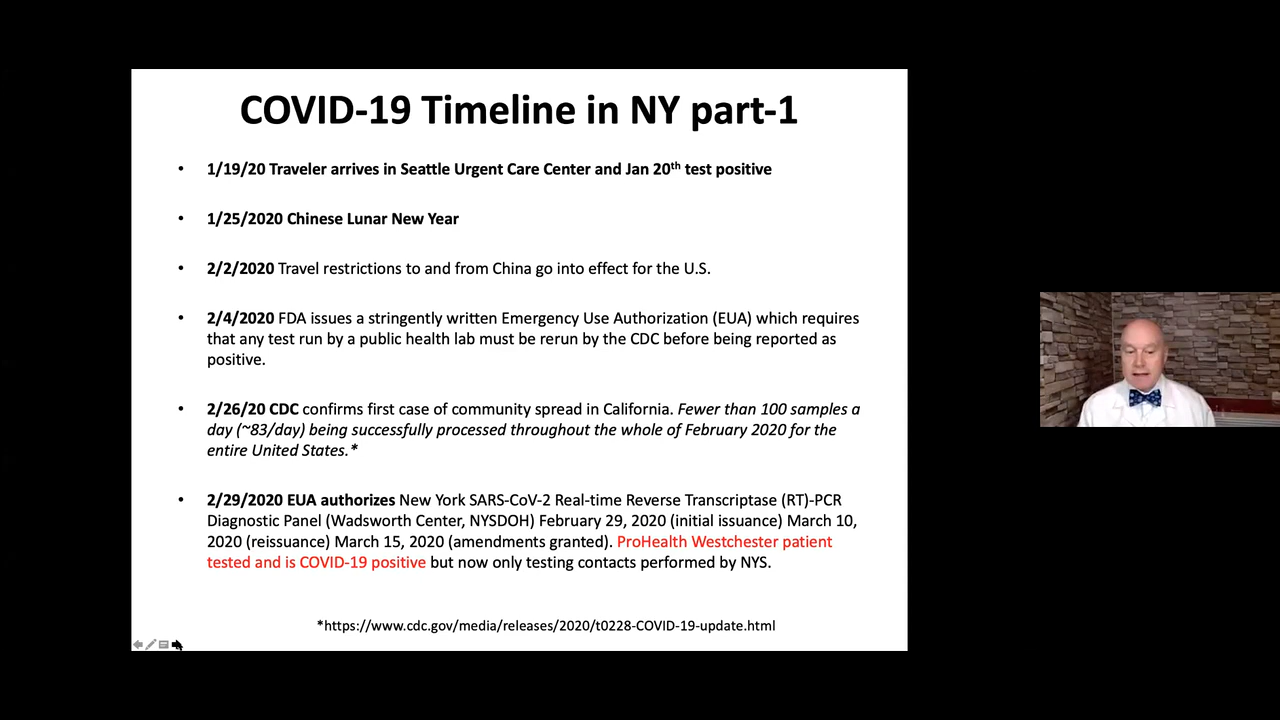 COVID-19 Timeline in NY part-1
• 1/19/20 Traveler arrives in Seattle Urgent Care Center and Jan 20th test positive
• 1/25/2020 Chinese Lunar New Year
• 2/2/2020 Travel restrictions to and from China go into effect for the U.S.
• 2/4/2020 FDA issues a stringently written Emergency Use Authorization (EUA) which requires
that any test run by a public health lab must be rerun by the CDC before being reported as
positive.
• 2/26/20 CDC confirms first case of community spread in California. Fewer than 100 samples a
day (~83/day) being successfully processed throughout the whole of February 2020 for the
entire United States.*
• 2/29/2020 EUA authorizes New York SARS-CoV-2 Real-time Reverse Transcriptase (RT)-PCR
Diagnostic Panel (Wadsworth Center, NYSDOH) February 29, 2020 (initial issuance) March 10,
2020 (reissuance) March 15, 2020 (amendments granted). ProHealth Westchester patient
tested and is COVID-19 positive but now only testing contacts performed by NYS.
*https://www.cdc.gov/media/releases/2020/t0228-COVID-19-update.html